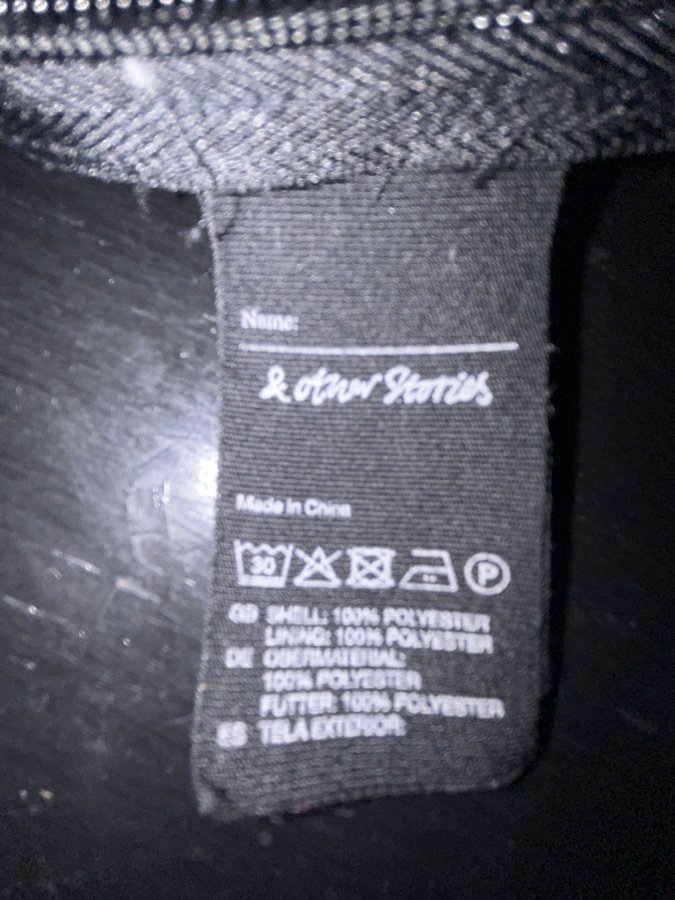 Name:
& other Stories
Made in China
30 P
GB SHELL: 100% POLYESTER
LINING: 100% POLYESTER
DE OBERMATERIAL:
100% POLYESTER
FUTTER: 100% POLYESTER
ES TELA EXTERIOR: